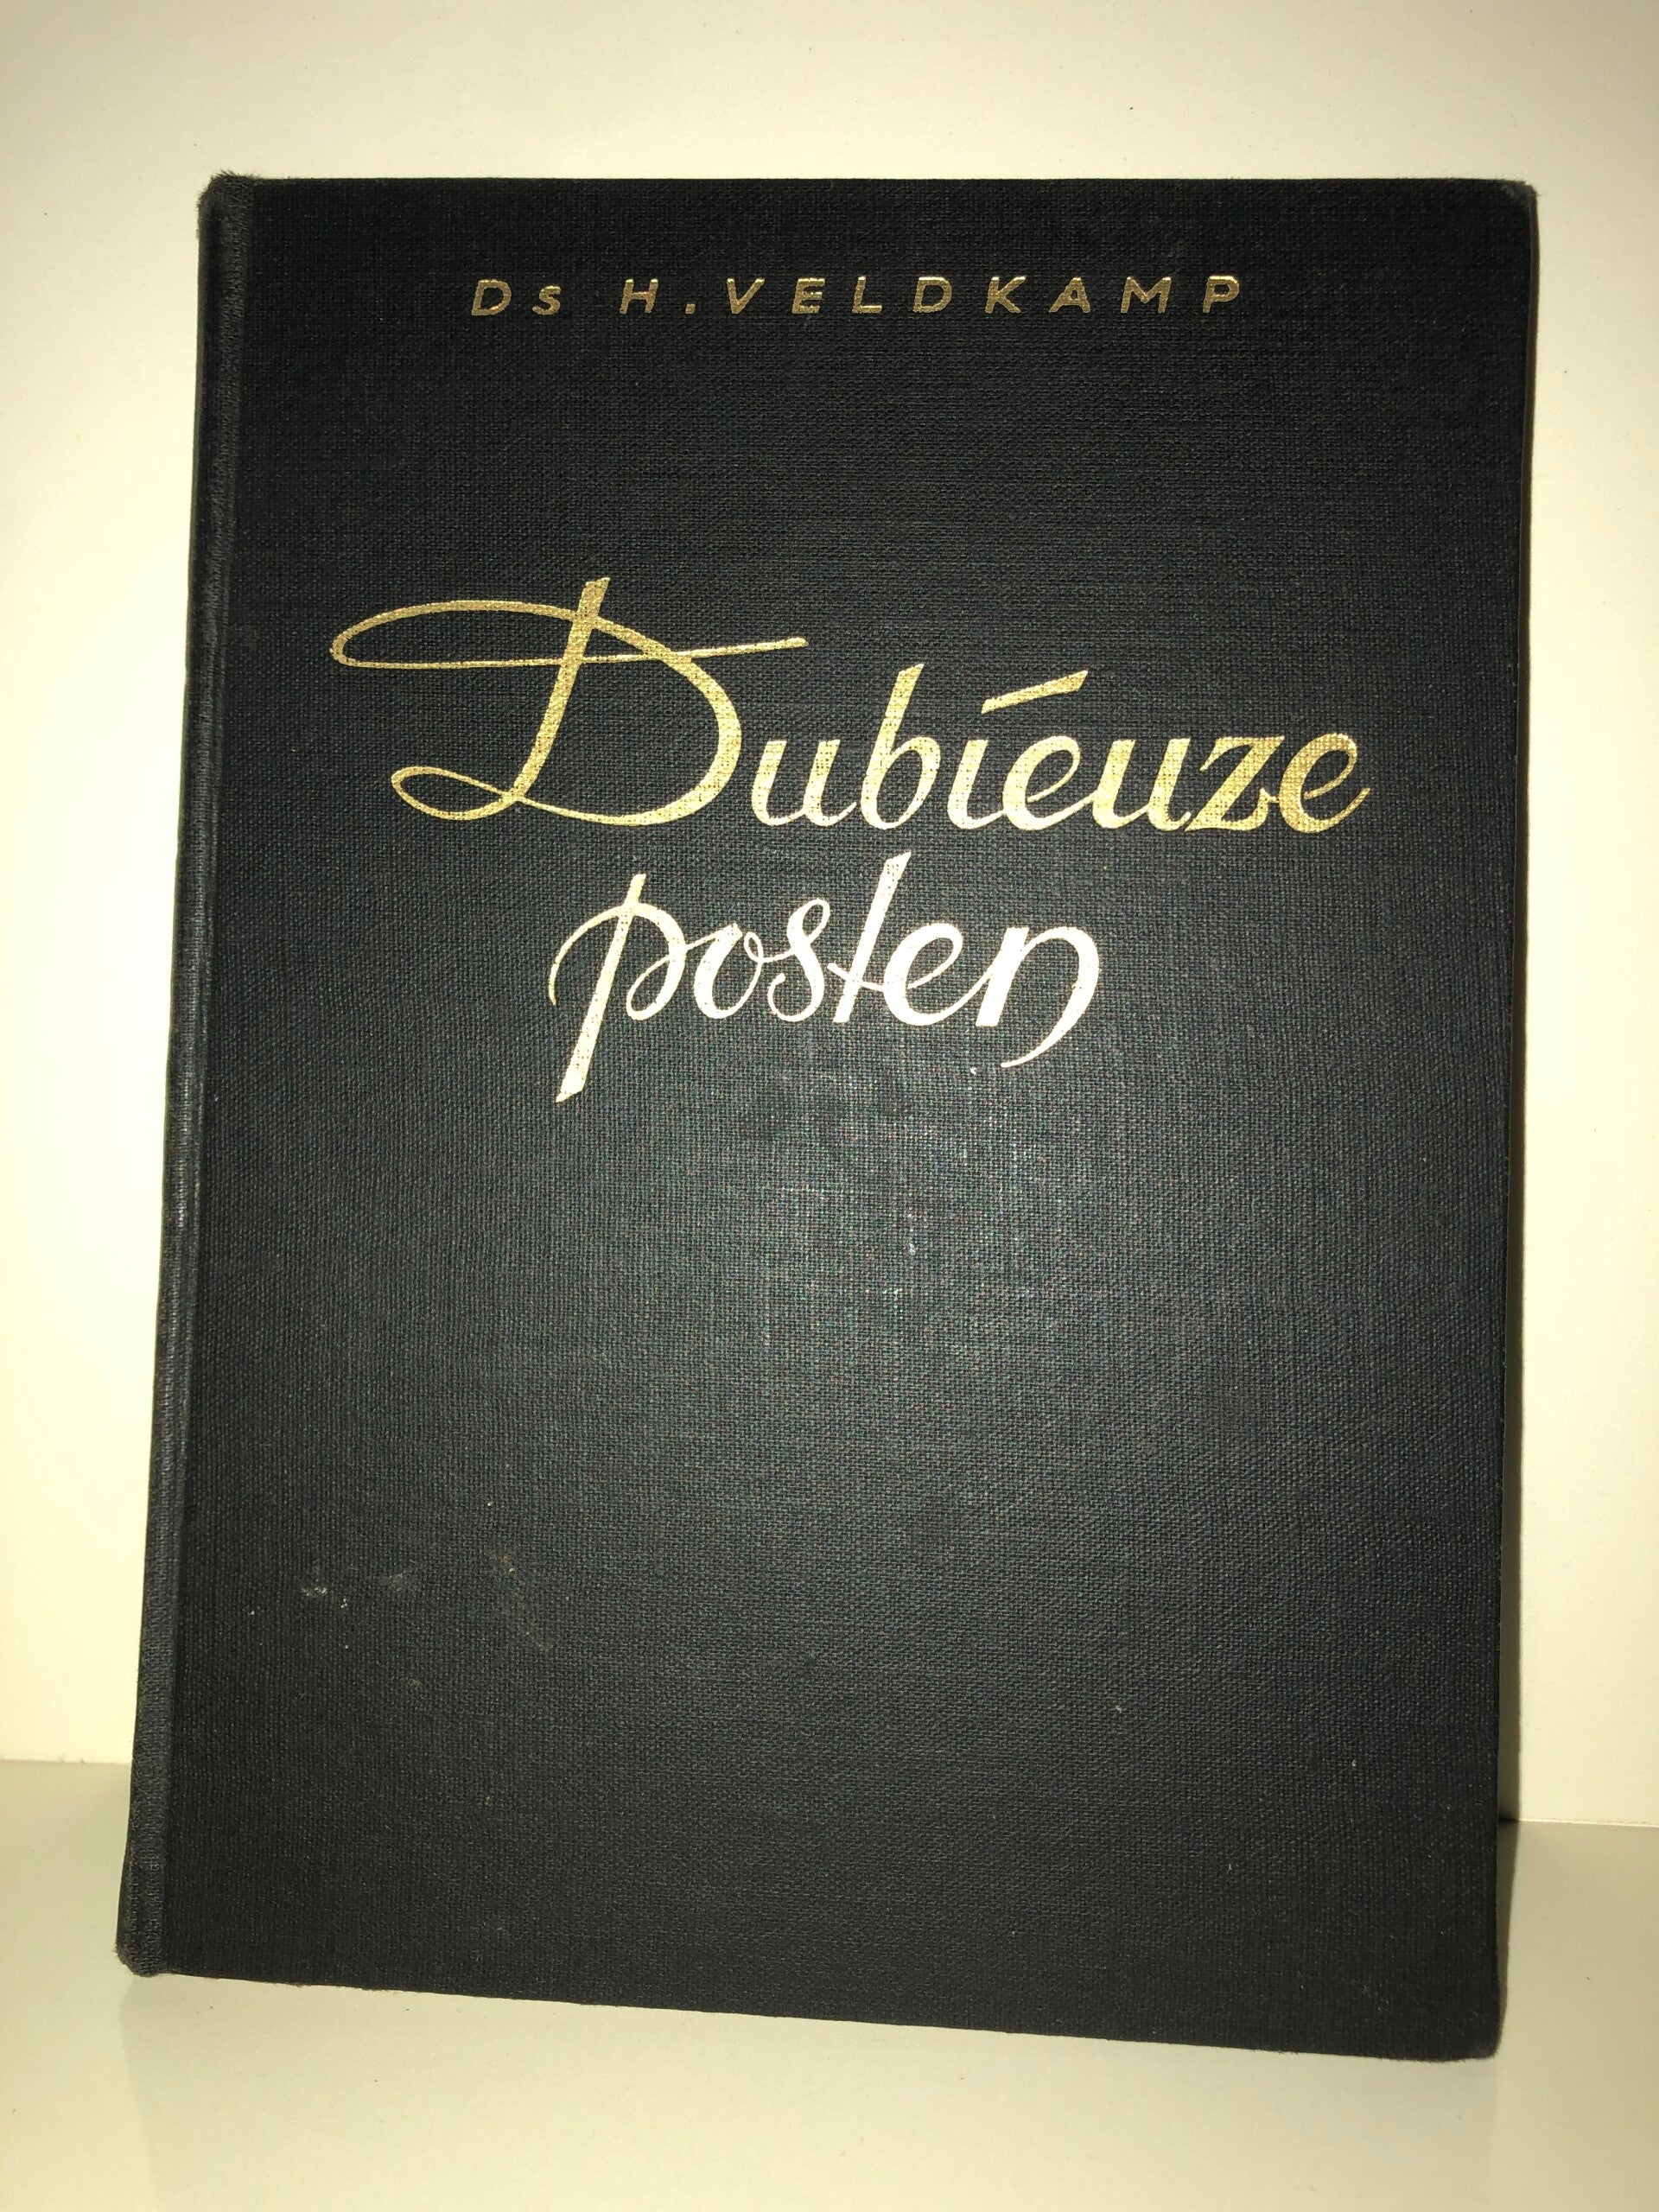 Ds H. VELDKAMP
Dubieuze
posten